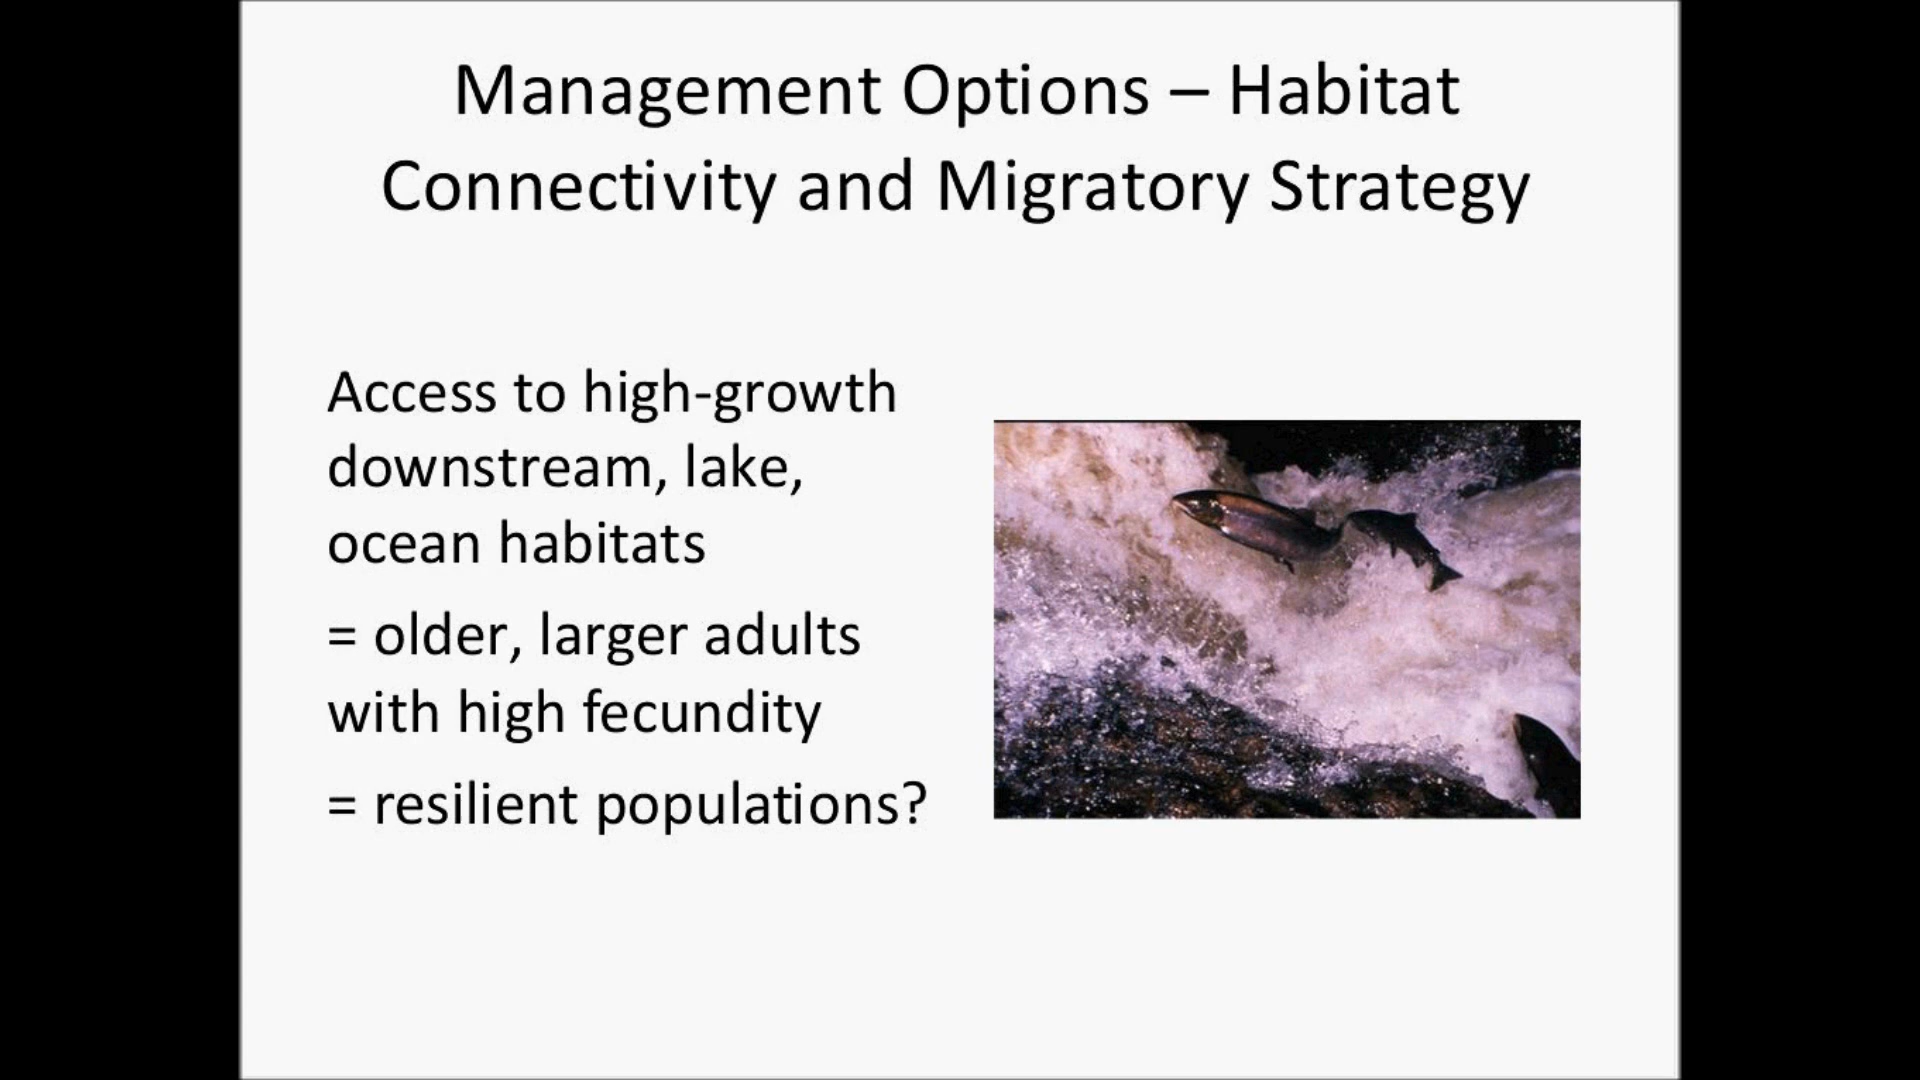 Management Options – Habitat
Connectivity and Migratory Strategy
Access to high-growth
downstream, lake,
ocean habitats
= older, larger adults
with high fecundity
= resilient populations?